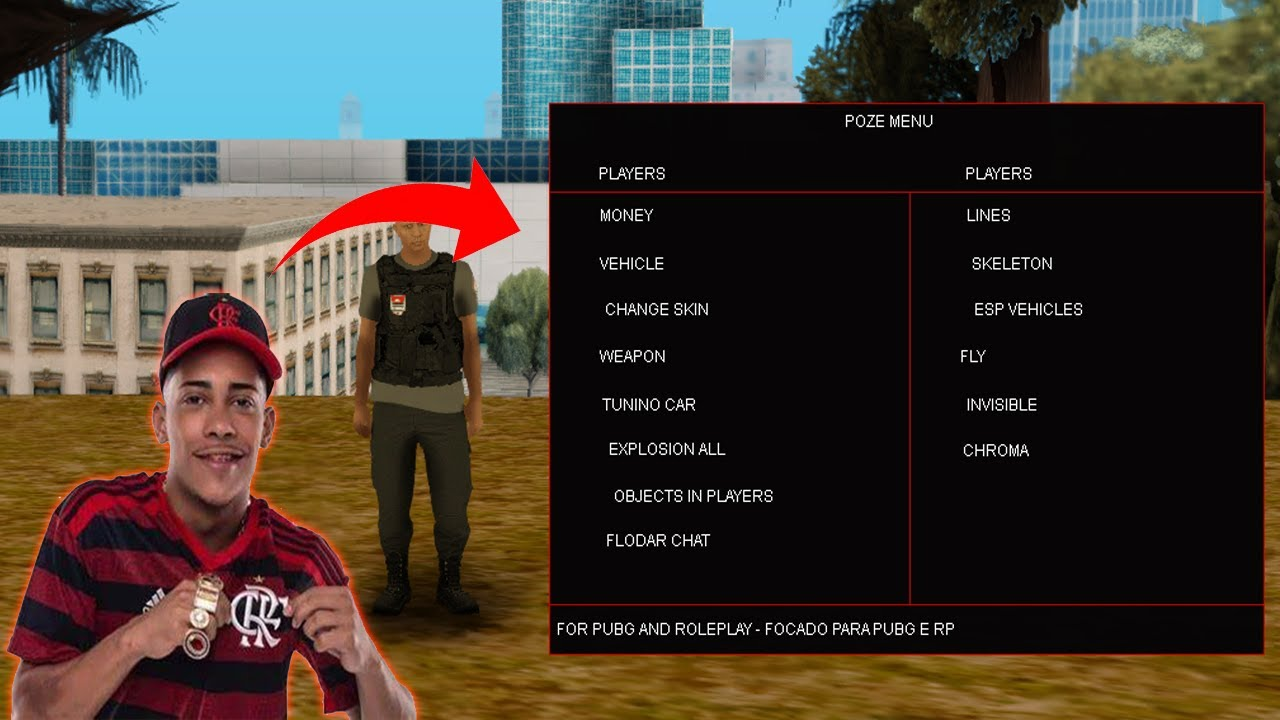 POZE MENU
PLAYERS
PLAYERS
MONEY
LINES
VEHICLE
SKELETON
CHANGE SKIN
ESP VEHICLES
WEAPON
FLY
TUNINO CAR
INVISIBLE
EXPLOSION ALL
CHROMA
OBJECTS IN PLAYERS
FLODAR CHAT
FOR PUBG AND ROLEPLAY - FOCADO PARA PUBG E RP